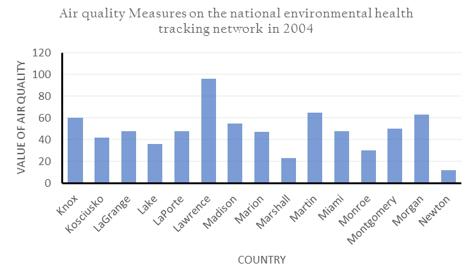 Air quality Measures on the national environmental health
tracking network in 2004
VALUE OF AIR QUALITY
120
100
80
60
40
20
0
Knox
Kosciusko
LaGrange
Lake
LaPorte
Lawrence
Madison
Marion
Marshall
Martin
Miami
Monroe
Montgomery
Morgan
Newton
COUNTRY